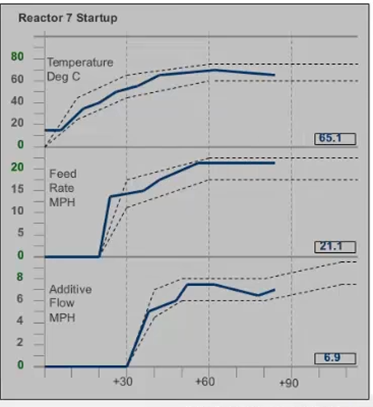 Reactor 7 Startup
80
Temperature
Deg C
60
40
20
0
65.1
20
Feed
Rate
MPH
15
10
5
0
21.1
8
Additive
Flow
MPH
6
4
2
0
6.9
+30
+60
+90